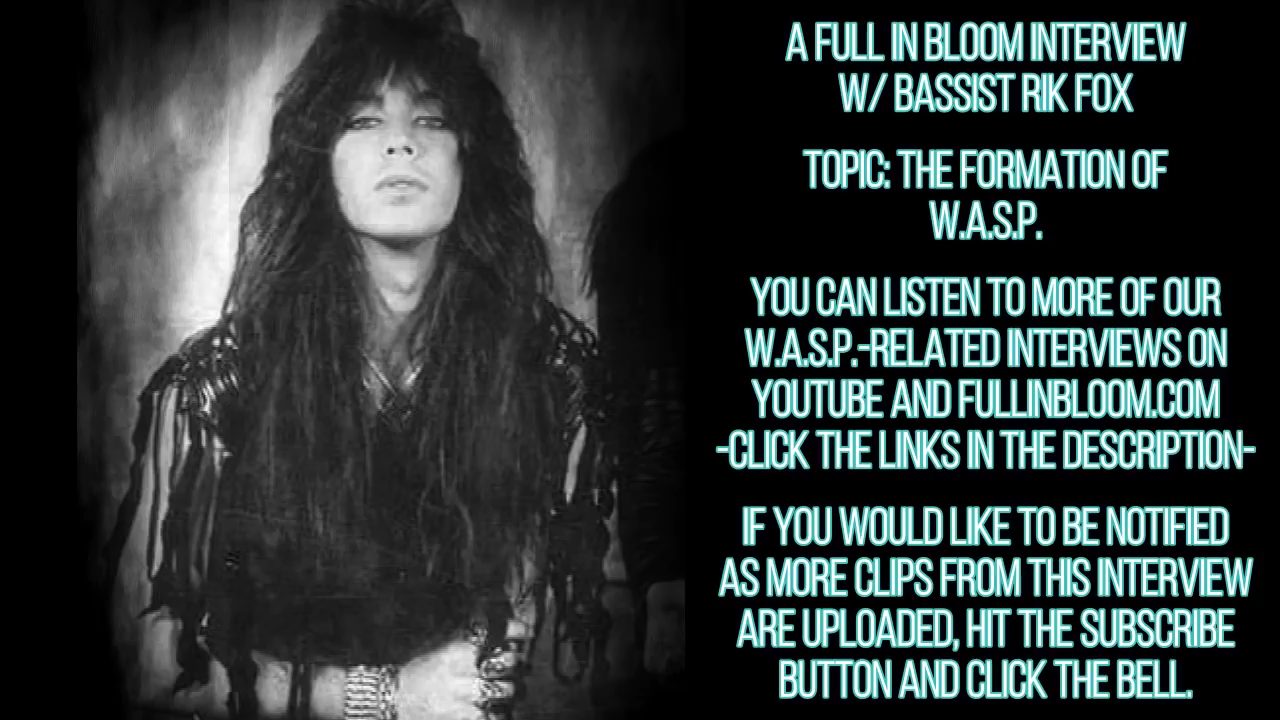 A FULL IN BLOOM INTERVIEW
W/ BASSIST RIK FOX
TOPIC: THE FORMATION OF
W.A.S.P.
YOU CAN LISTEN TO MORE OF OUR
W.A.S.P.-RELATED INTERVIEWS ON
YOUTUBE AND FULLINBLOOM.COM
-CLICK THE LINKS IN THE DESCRIPTION-
IF YOU WOULD LIKE TO BE NOTIFIED
AS MORE CLIPS FROM THIS INTERVIEW
ARE UPLOADED, HIT THE SUBSCRIBE
BUTTON AND CLICK THE BELL.